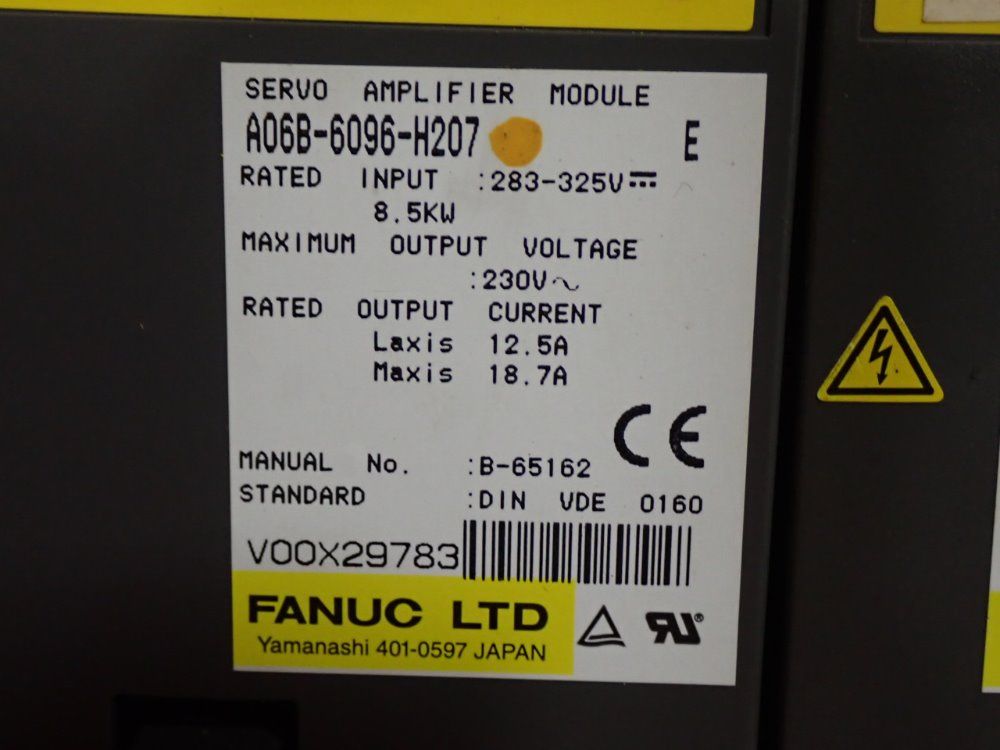 SERVO AMPLIFIER MODULE
A06B-6096-H207 E
RATED INPUT :283-325V⎓
8.5KW
MAXIMUM OUTPUT VOLTAGE
:230V~
RATED OUTPUT CURRENT
Laxis 12.5A
Maxis 18.7A
CE
MANUAL No. :B-65162
STANDARD :DIN VDE 0160
V00X29783
FANUC LTD
Yamanashi 401-0597 JAPAN